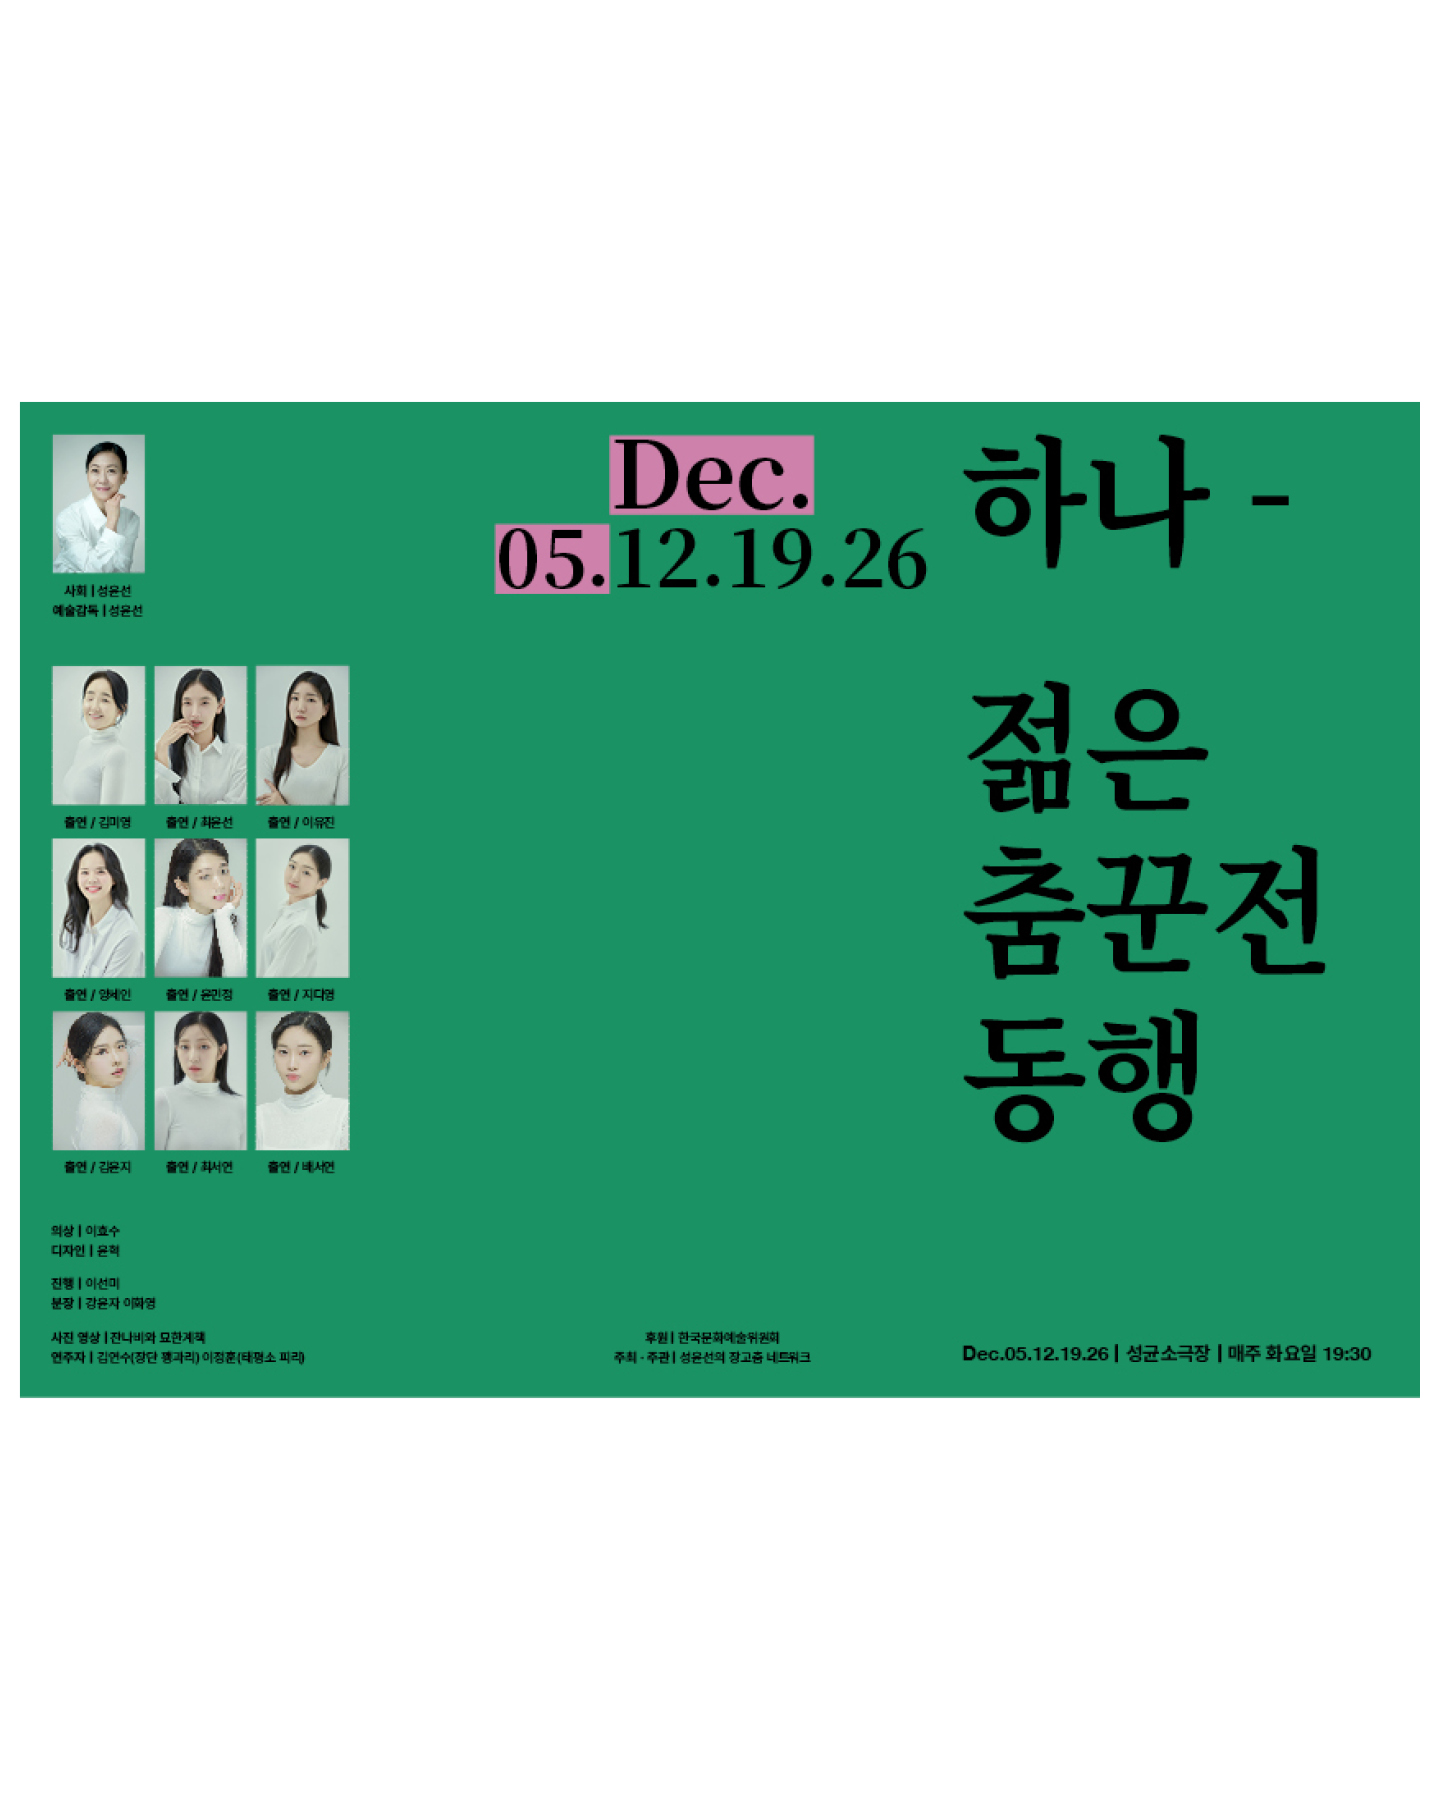 Dec.
05.12.19.26
하나 -
젊은
춤꾼전
동행
사회 | 성윤선
예술감독 | 성윤선
출연 / 김미영
출연 / 최윤선
출연 / 이유진
출연 / 양세인
출연 / 윤민정
출연 / 지다영
출연 / 김윤지
출연 / 최서연
출연 / 배서연
의상 | 이효수
디자인 | 윤혁
진행 | 이선미
분장 | 강윤자 이화영
사진 영상 | 잔나비와 묘한계책
연주자 | 김연수(장단 꽹과리) 이정훈(태평소 피리)
후원 | 한국문화예술위원회
주최 · 주관 | 성윤선의 장고춤 네트워크
Dec.05.12.19.26 | 성균소극장 | 매주 화요일 19:30